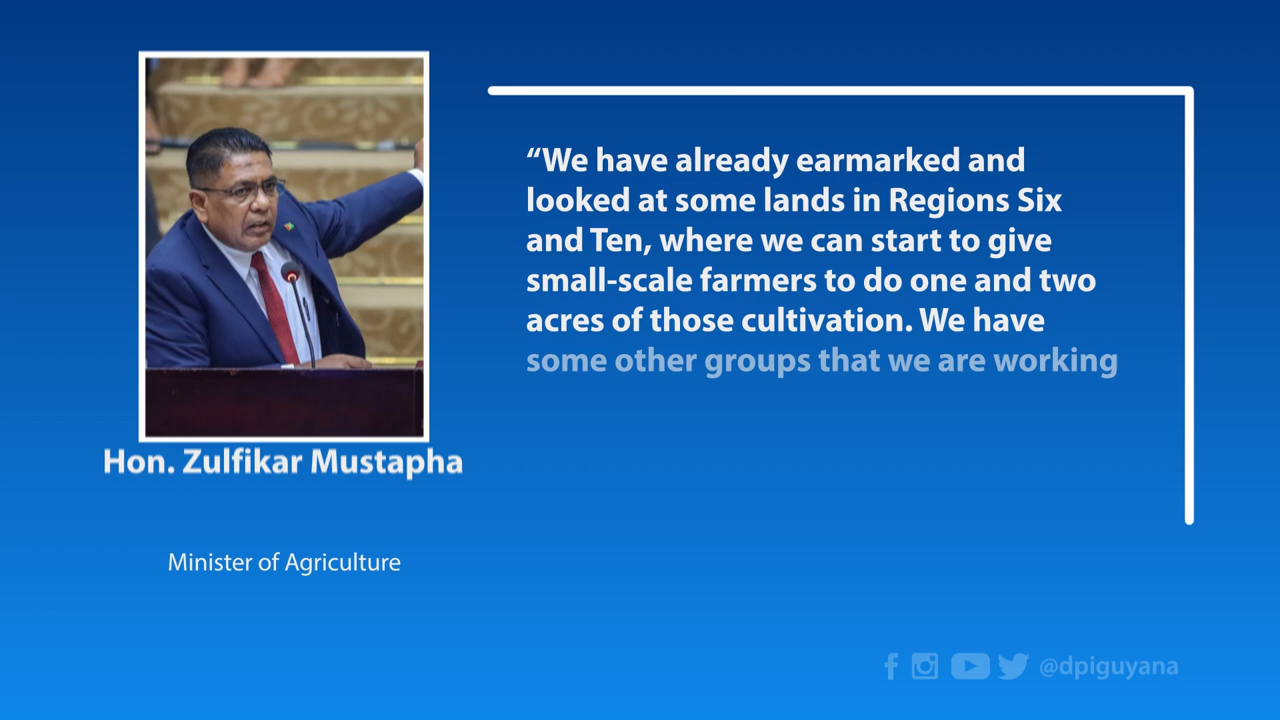 “We have already earmarked and
looked at some lands in Regions Six
and Ten, where we can start to give
small-scale farmers to do one and two
acres of those cultivation. We have
some other groups that we are working
Hon. Zulfikar Mustapha
Minister of Agriculture
@dpiguyana